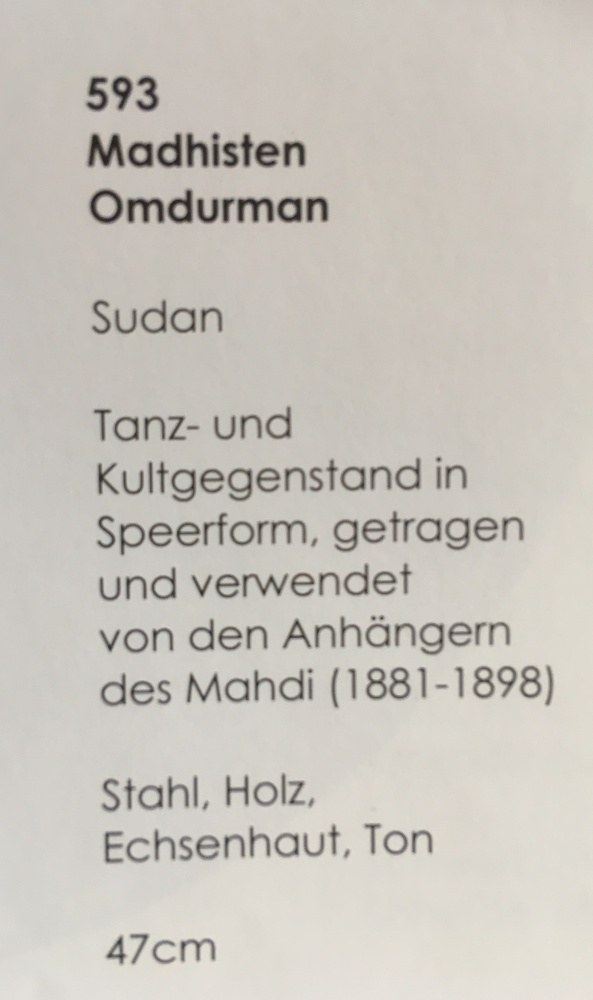 593
Madhisten
Omdurman
Sudan
Tanz- und
Kultgegenstand in
Speerform, getragen
und verwendet
von den Anhängern
des Mahdi (1881-1898)
Stahl, Holz,
Echsenhaut, Ton
47cm